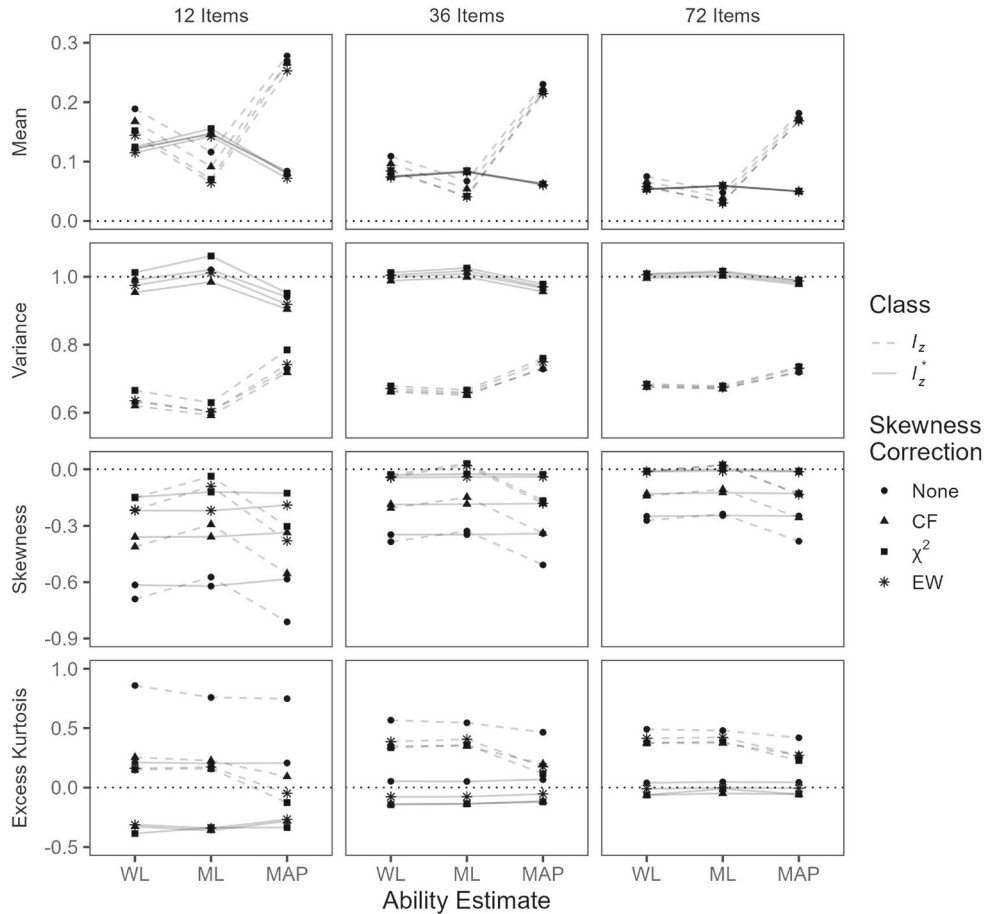 12 Items
36 Items
72 Items
Mean
0.3
0.2
0.1
0.0
Variance
1.0
0.8
0.6
Skewness
0.0
-0.3
-0.6
-0.9
Excess Kurtosis
1.0
0.5
0.0
-0.5
WL ML MAP
WL ML MAP
WL ML MAP
Ability Estimate
Class
l_z
l_z^*
Skewness
Correction
None
CF
χ²
EW